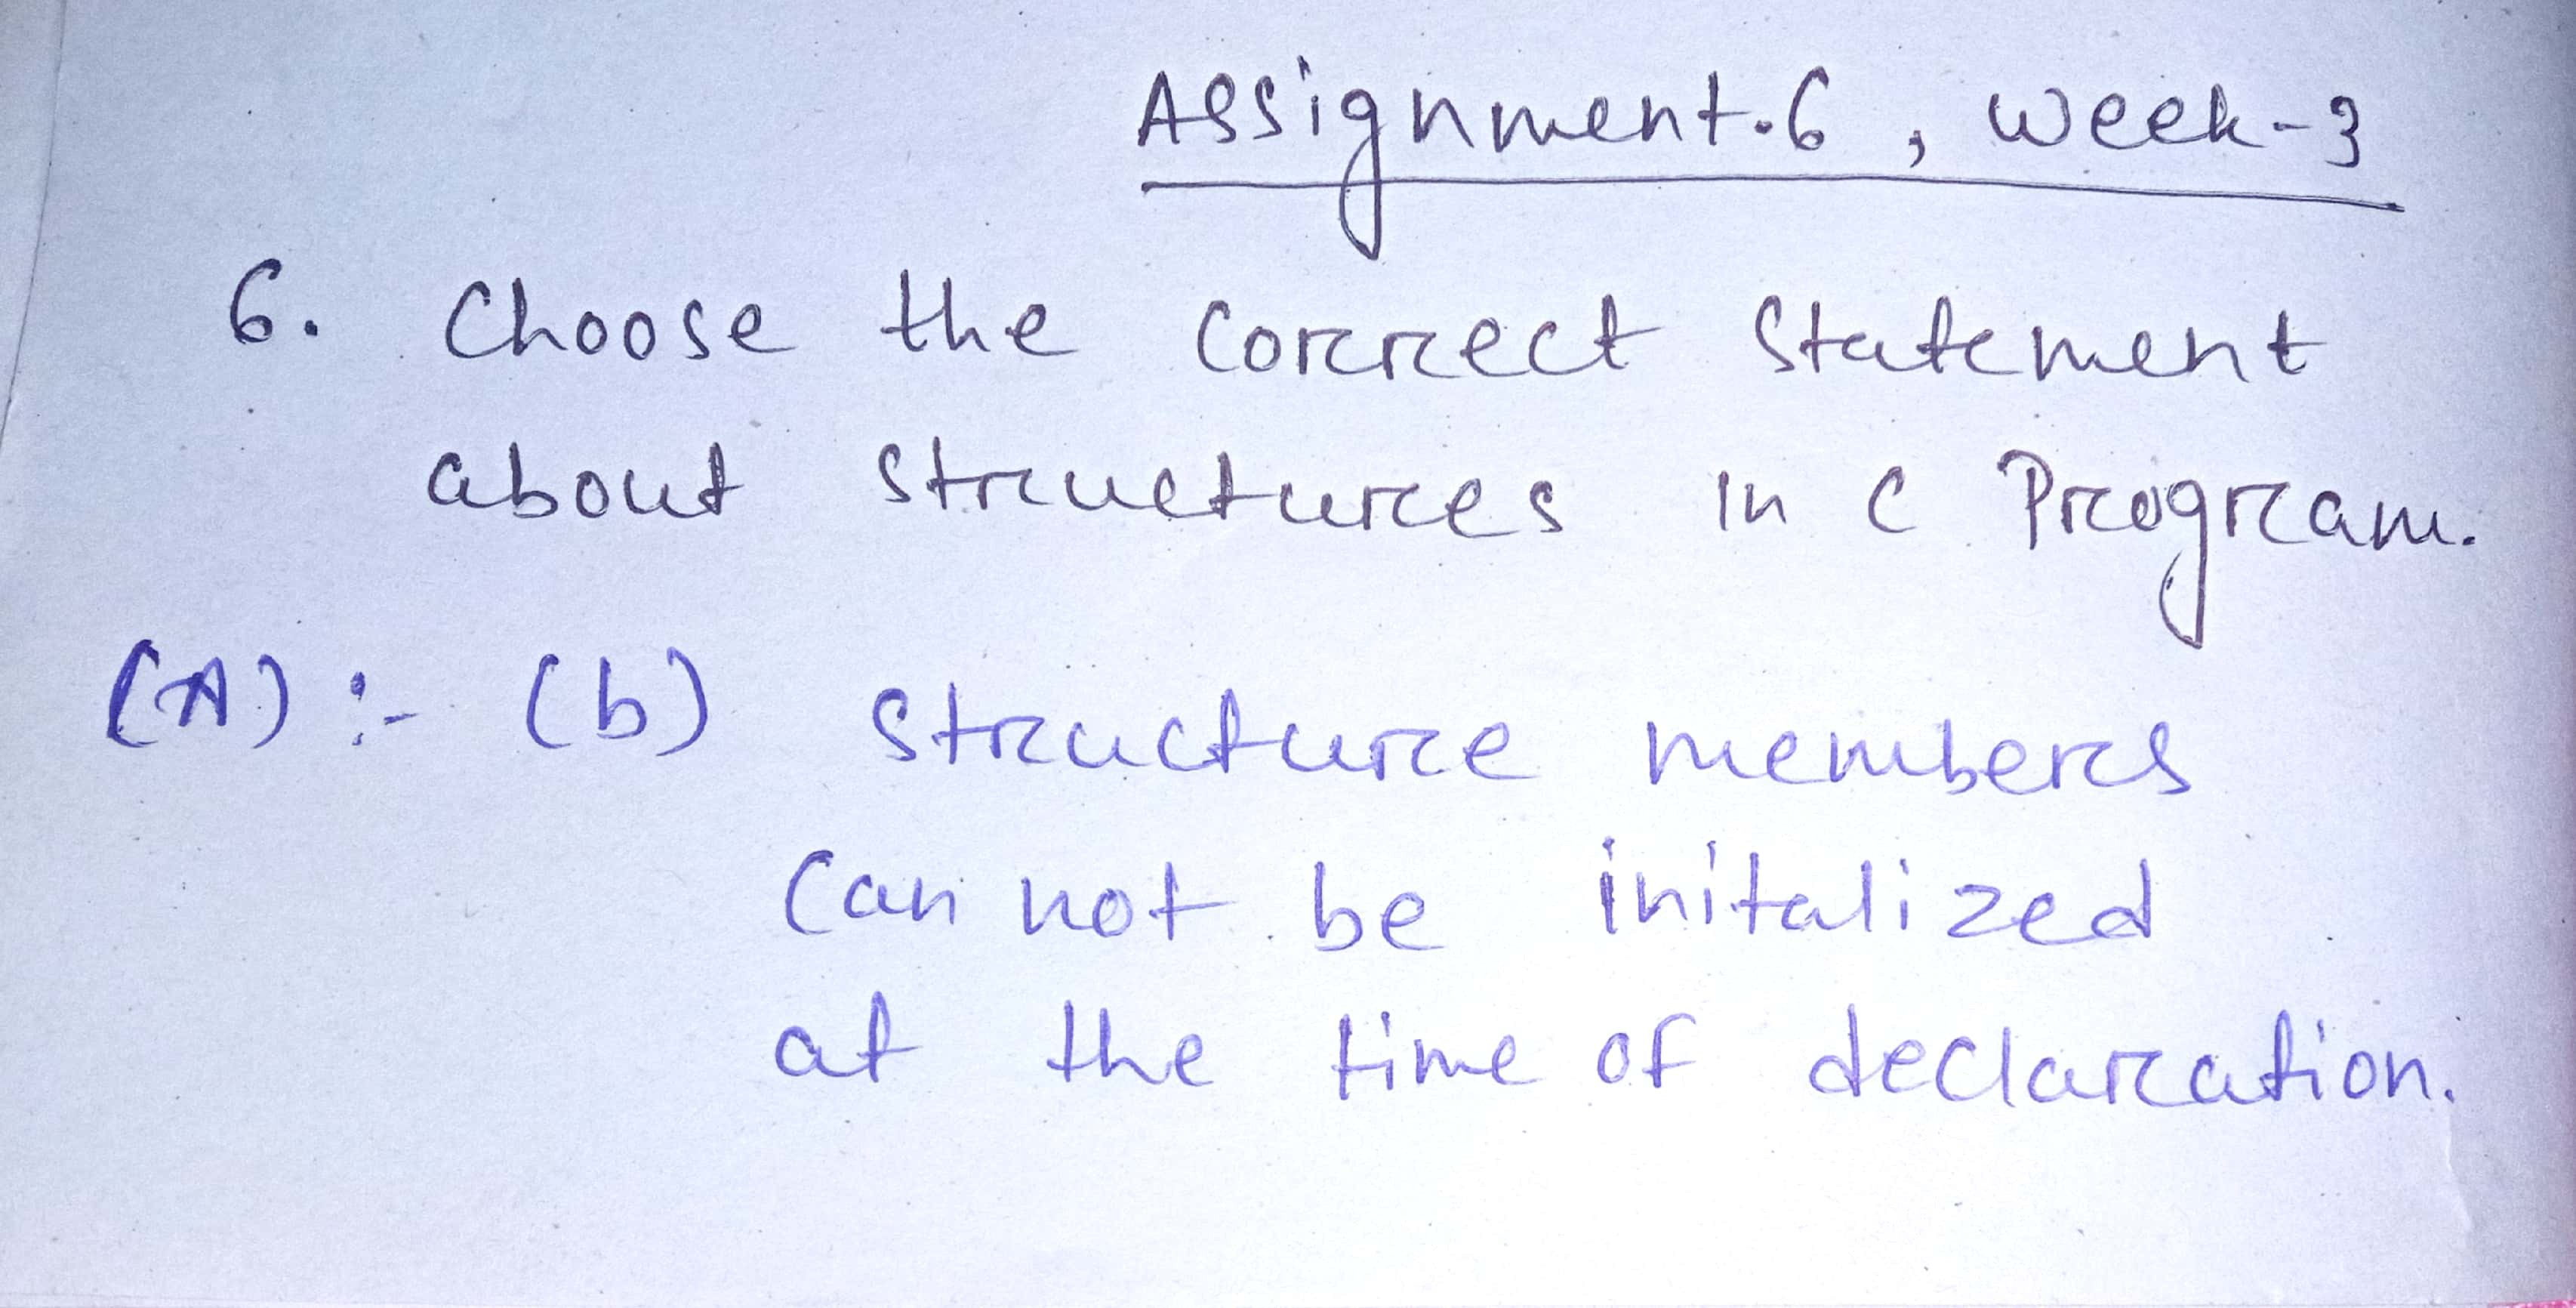 Assignment.6, Week-3
6. Choose the correct statement
about structures in C Program.
(A):- (b) structure members
can not be initalized
at the time of declaration.